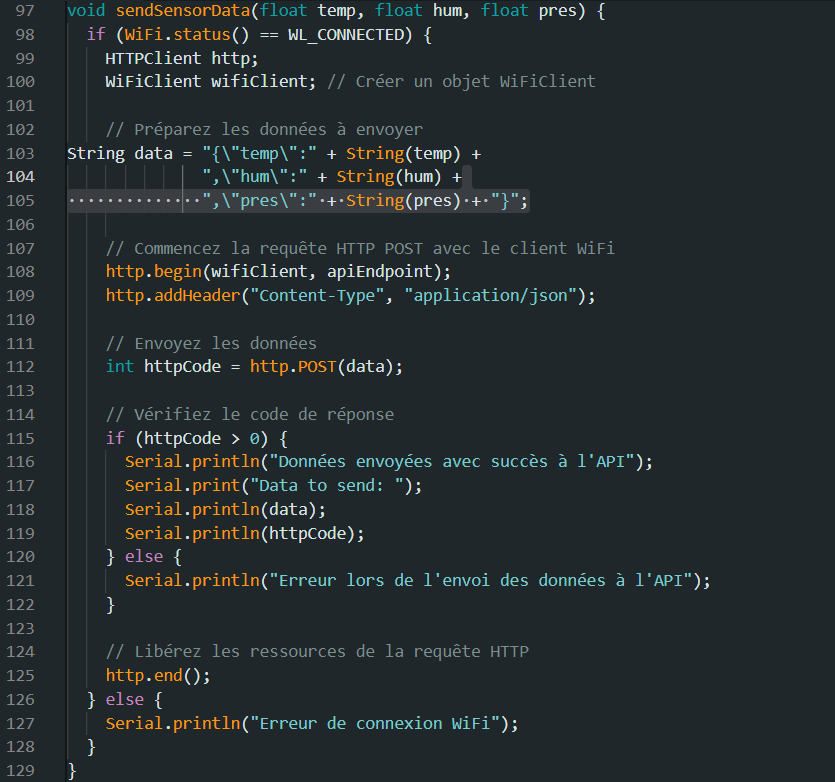 97 void sendSensorData(float temp, float hum, float pres) {
98 if (WiFi.status() == WL_CONNECTED) {
99 HTTPClient http;
100 WiFiClient wifiClient; // Créer un objet WiFiClient
101
102 // Préparez les données à envoyer
103 String data = "{\"temp\":" + String(temp) +
104 ",\"hum\":" + String(hum) +
105 ",\"pres\":" + String(pres) + "}";
106
107 // Commencez la requête HTTP POST avec le client WiFi
108 http.begin(wifiClient, apiEndpoint);
109 http.addHeader("Content-Type", "application/json");
110
111 // Envoyez les données
112 int httpCode = http.POST(data);
113
114 // Vérifiez le code de réponse
115 if (httpCode > 0) {
116 Serial.println("Données envoyées avec succès à l'API");
117 Serial.print("Data to send: ");
118 Serial.println(data);
119 Serial.println(httpCode);
120 } else {
121 Serial.println("Erreur lors de l'envoi des données à l'API");
122 }
123
124 // Libérez les ressources de la requête HTTP
125 http.end();
126 } else {
127 Serial.println("Erreur de connexion WiFi");
128 }
129 }